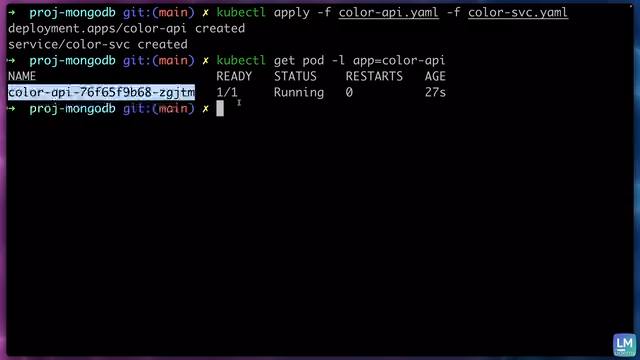 → proj-mongodb git:(main) ✗ kubectl apply -f color-api.yaml -f color-svc.yaml
deployment.apps/color-api created
service/color-svc created
→ proj-mongodb git:(main) ✗ kubectl get pod -l app=color-api
NAME READY STATUS RESTARTS AGE
color-api-76f65f9b68-zgjtm 1/1 Running 0 27s
→ proj-mongodb git:(main) ✗
LM